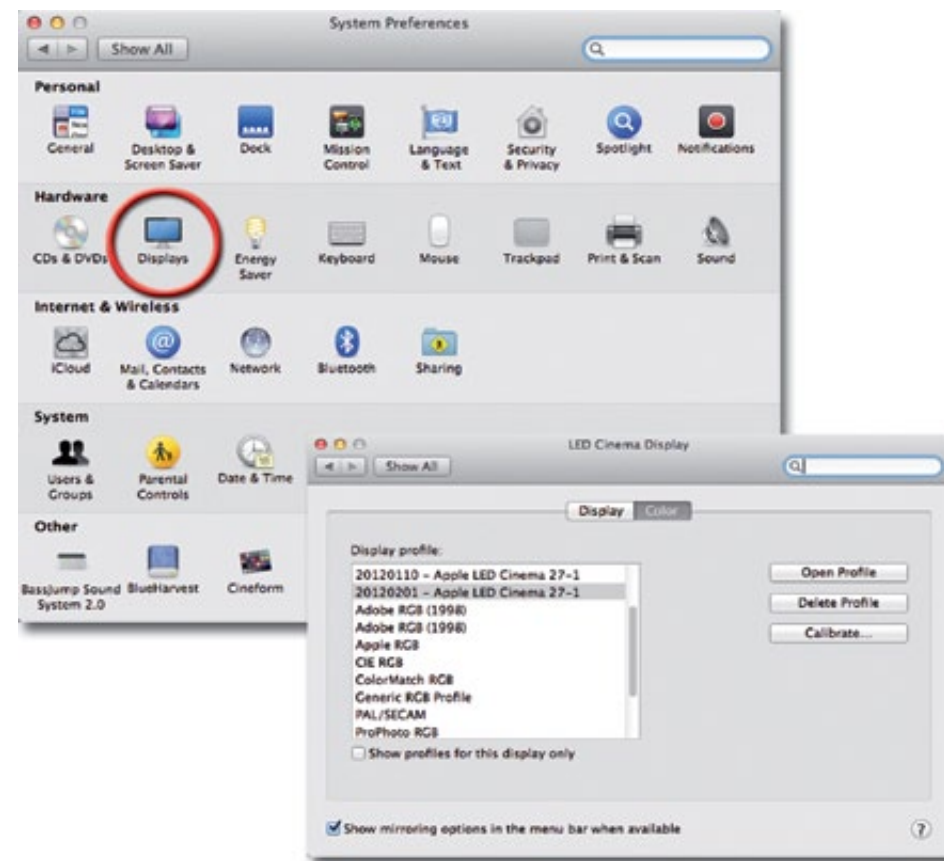 System Preferences
Show All
Personal
General
Desktop &
Screen Saver
Dock
Mission
Control
Language
& Text
Security
& Privacy
Spotlight
Notifications
Hardware
CDs & DVDs
Displays
Energy
Saver
Keyboard
Mouse
Trackpad
Print & Scan
Sound
Internet & Wireless
iCloud
Mail, Contacts
& Calendars
Network
Bluetooth
Sharing
System
Users &
Groups
Parental
Controls
Date & Time
Other
BassJump Sound
System 2.0
BlueHarvest
Cineform
LED Cinema Display
Show All
Display
Color
Display profile:
20120110 – Apple LED Cinema 27–1
20120201 – Apple LED Cinema 27–1
Adobe RGB (1998)
Adobe RGB (1998)
Apple RGB
CIE RGB
ColorMatch RGB
Generic RGB Profile
PAL/SECAM
ProPhoto RGB
Show profiles for this display only
Open Profile
Delete Profile
Calibrate...
Show mirroring options in the menu bar when available
?